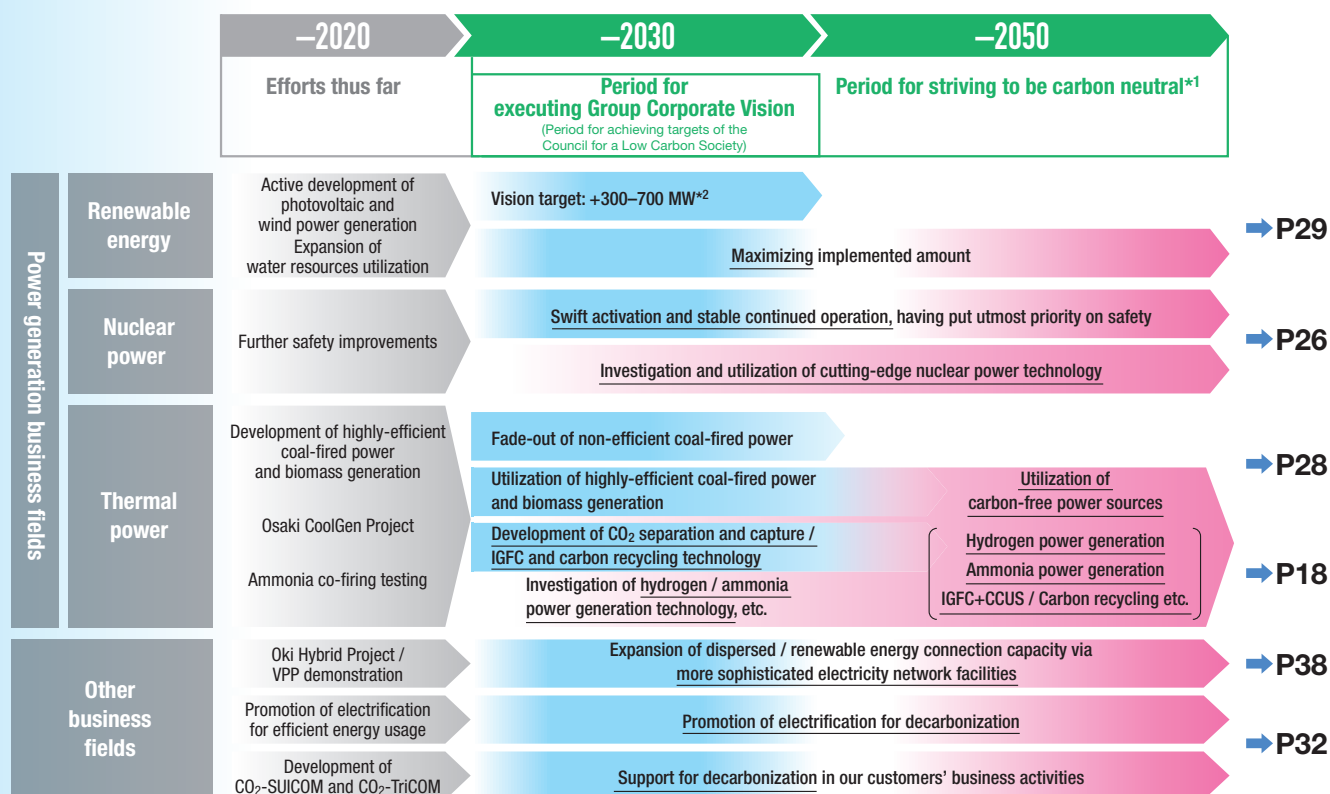 –2020
–2030
–2050
Efforts thus far
Period for
executing Group Corporate Vision
(Period for achieving targets of the
Council for a Low Carbon Society)
Period for striving to be carbon neutral*1
Power generation business fields
Renewable
energy
Active development of
photovoltaic and
wind power generation
Expansion of
water resources utilization
Vision target: +300–700 MW*2
Maximizing implemented amount
P29
Nuclear
power
Further safety improvements
Swift activation and stable continued operation, having put utmost priority on safety
Investigation and utilization of cutting-edge nuclear power technology
P26
Thermal
power
Development of highly-efficient
coal-fired power
and biomass generation
Osaki CoolGen Project
Ammonia co-firing testing
Fade-out of non-efficient coal-fired power
Utilization of highly-efficient coal-fired power
and biomass generation
Development of CO2 separation and capture /
IGFC and carbon recycling technology
Investigation of hydrogen / ammonia
power generation technology, etc.
Utilization of
carbon-free power sources
Hydrogen power generation
Ammonia power generation
IGFC+CCUS / Carbon recycling etc.
P28
P18
Other
business
fields
Oki Hybrid Project /
VPP demonstration
Expansion of dispersed / renewable energy connection capacity via
more sophisticated electricity network facilities
P38
Promotion of electrification
for efficient energy usage
Promotion of electrification for decarbonization
P32
Development of
CO2-SUICOM and CO2-TriCOM
Support for decarbonization in our customers' business activities